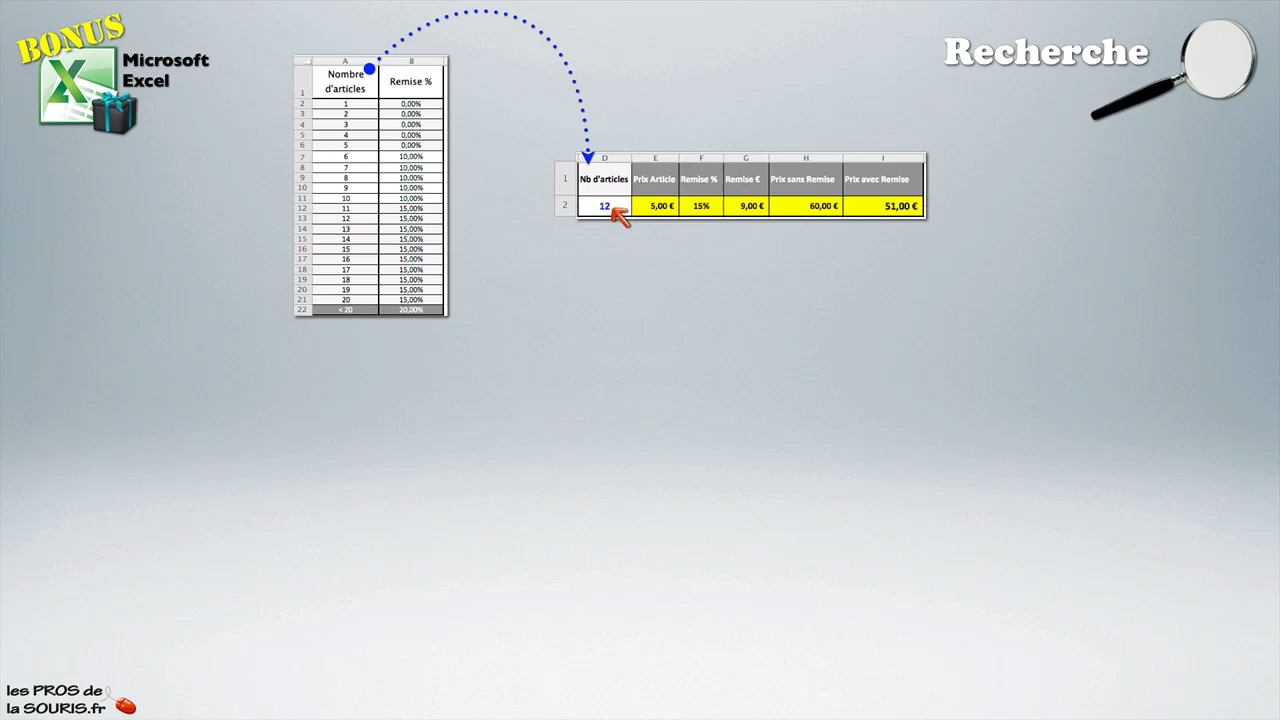 BONUS
Microsoft
Excel
Recherche
A B
1 Nombre d'articles Remise %
2 1 0,00%
3 2 0,00%
4 3 0,00%
5 4 0,00%
6 5 0,00%
7 6 10,00%
8 7 10,00%
9 8 10,00%
10 9 10,00%
11 10 10,00%
12 11 15,00%
13 12 15,00%
14 13 15,00%
15 14 15,00%
16 15 15,00%
17 16 15,00%
18 17 15,00%
19 18 15,00%
20 19 15,00%
21 20 15,00%
22 < 20 20,00%
D E F G H I
1 Nb d'articles Prix Article Remise % Remise € Prix sans Remise Prix avec Remise
2 12 5,00 € 15% 9,00 € 60,00 € 51,00 €
les PROS de
la SOURIS.fr